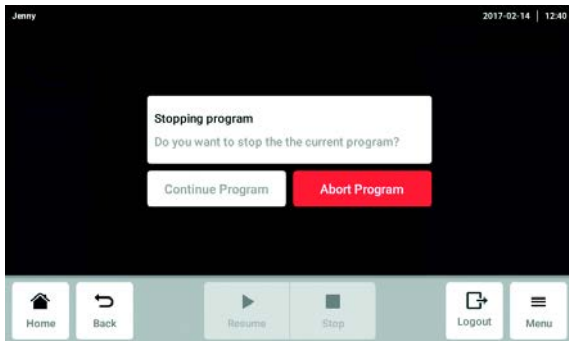 Jenny
2017-02-14 | 12:40
Stopping program
Do you want to stop the the current program?
Continue Program
Abort Program
Home
Back
Resume
Stop
Logout
Menu